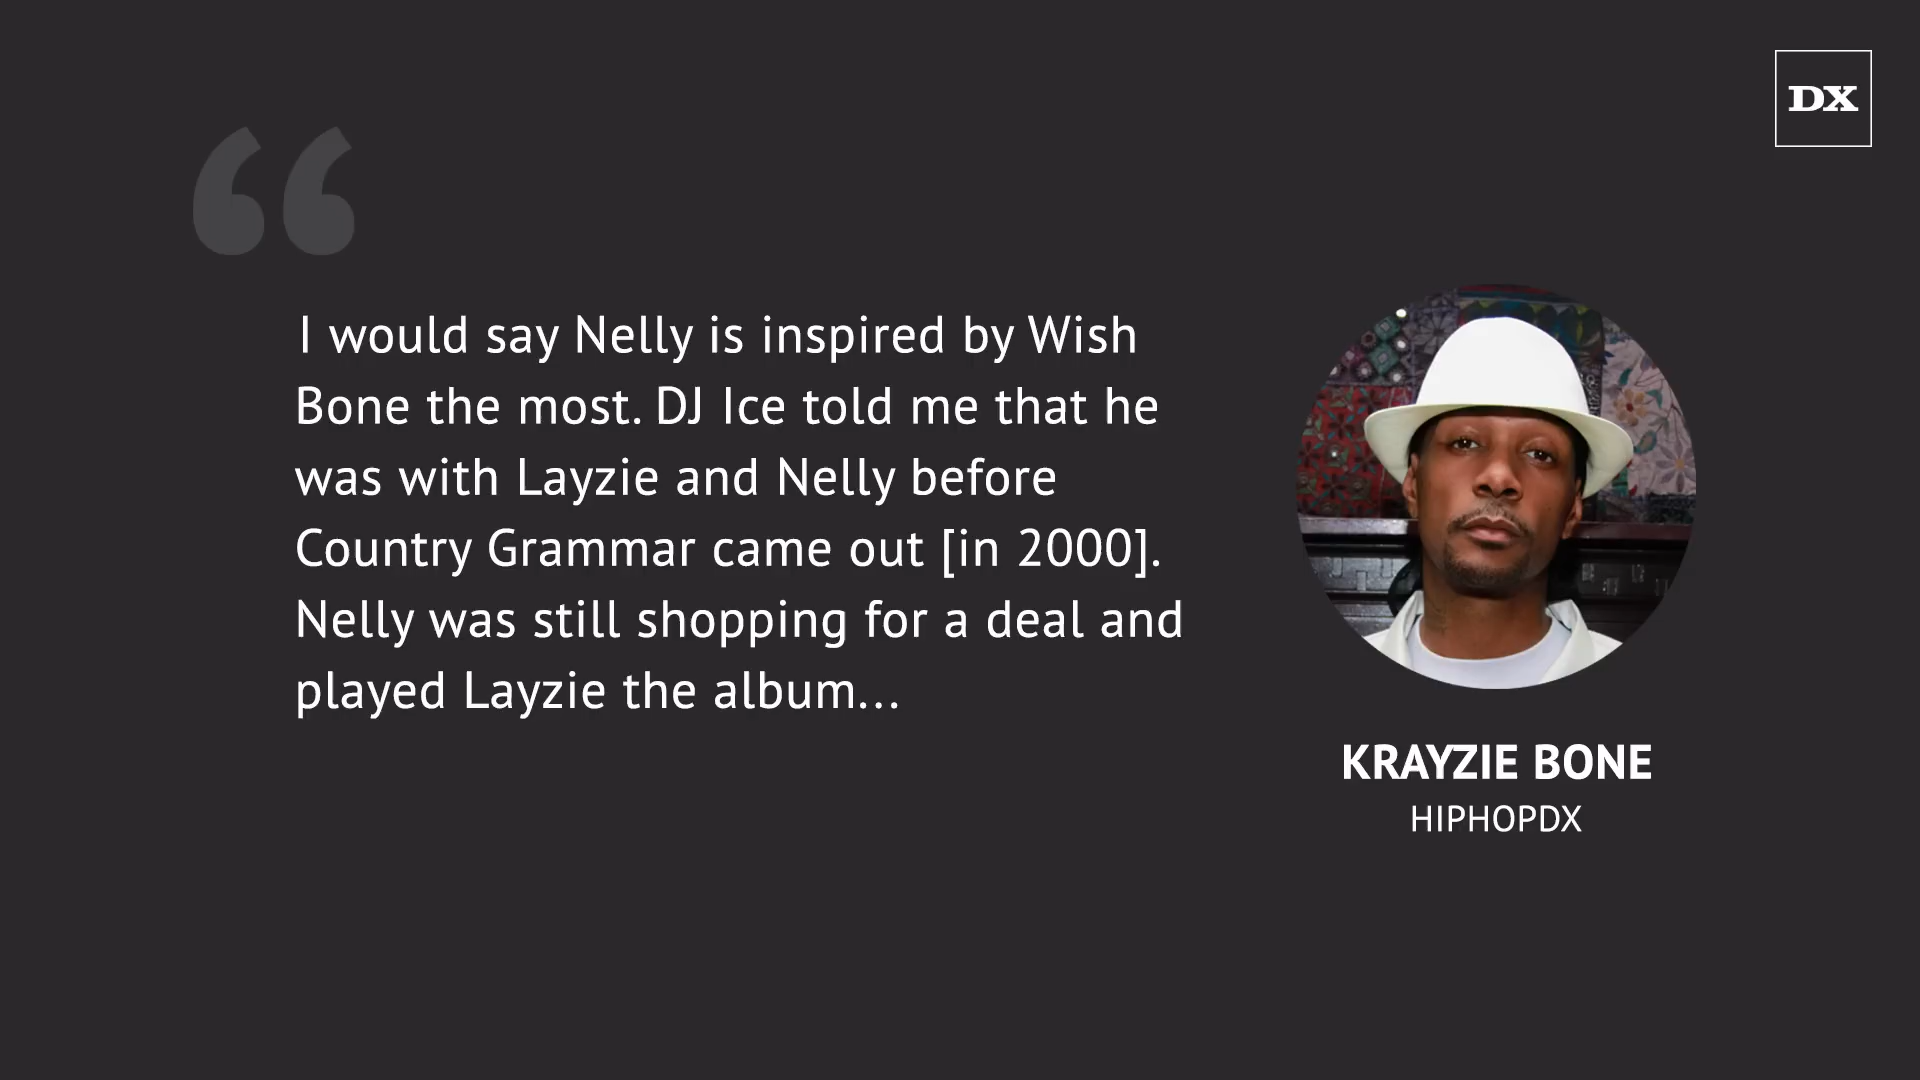 DX
“
I would say Nelly is inspired by Wish
Bone the most. DJ Ice told me that he
was with Layzie and Nelly before
Country Grammar came out [in 2000].
Nelly was still shopping for a deal and
played Layzie the album...
KRAYZIE BONE
HIPHOPDX